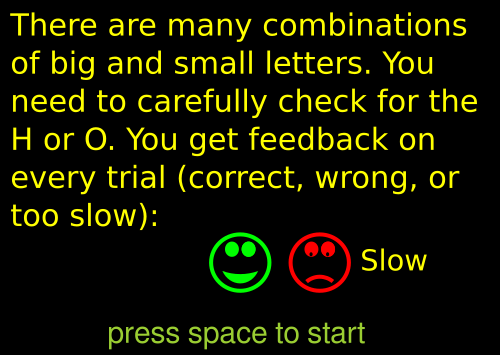 There are many combinations
of big and small letters. You
need to carefully check for the
H or O. You get feedback on
every trial (correct, wrong, or
too slow):
Slow
press space to start